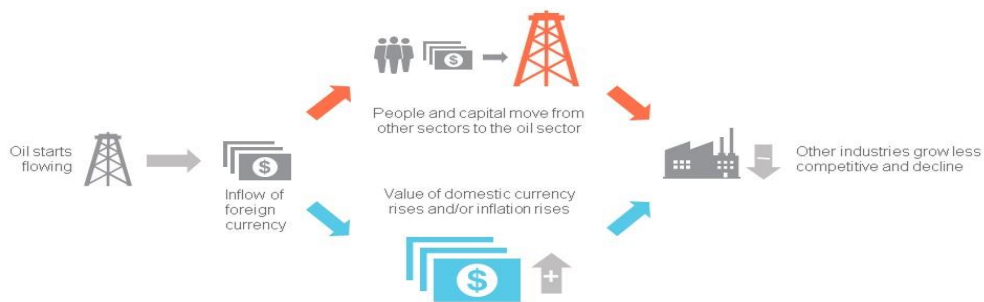 Oil starts
flowing
$
Inflow of
foreign
currency
$
People and capital move from
other sectors to the oil sector
Value of domestic currency
rises and/or inflation rises
$
+
–
Other industries grow less
competitive and decline